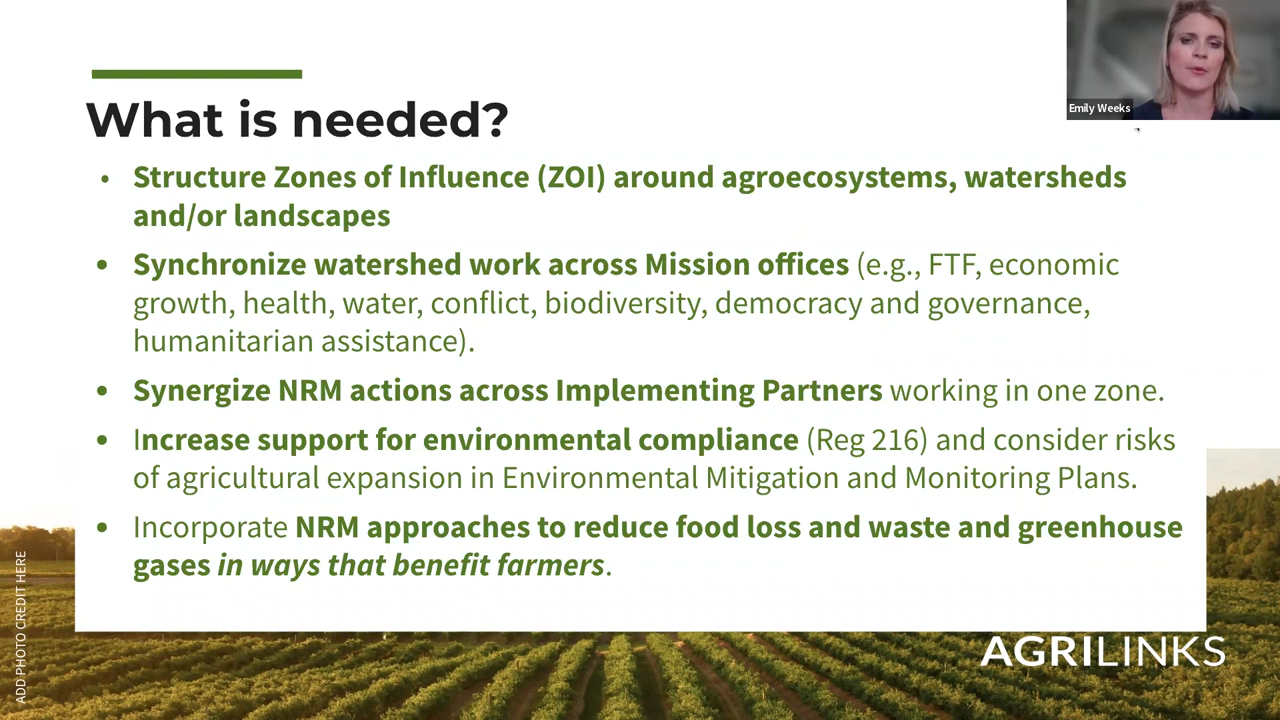 Emily Weeks
What is needed?
• Structure Zones of Influence (ZOI) around agroecosystems, watersheds
and/or landscapes
• Synchronize watershed work across Mission offices (e.g., FTF, economic
growth, health, water, conflict, biodiversity, democracy and governance,
humanitarian assistance).
• Synergize NRM actions across Implementing Partners working in one zone.
• Increase support for environmental compliance (Reg 216) and consider risks
of agricultural expansion in Environmental Mitigation and Monitoring Plans.
• Incorporate NRM approaches to reduce food loss and waste and greenhouse
gases in ways that benefit farmers.
ADD PHOTO CREDIT HERE
AGRILINKS